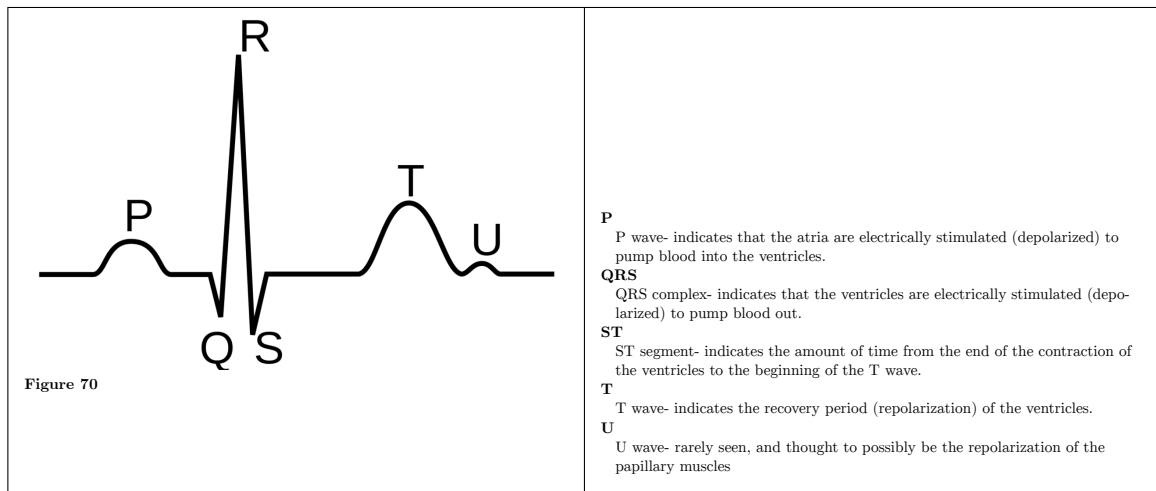 R
T
P
U
Q S
Figure 70
P
P wave- indicates that the atria are electrically stimulated (depolarized) to
pump blood into the ventricles.
QRS
QRS complex- indicates that the ventricles are electrically stimulated (depo-
larized) to pump blood out.
ST
ST segment- indicates the amount of time from the end of the contraction of
the ventricles to the beginning of the T wave.
T
T wave- indicates the recovery period (repolarization) of the ventricles.
U
U wave- rarely seen, and thought to possibly be the repolarization of the
papillary muscles